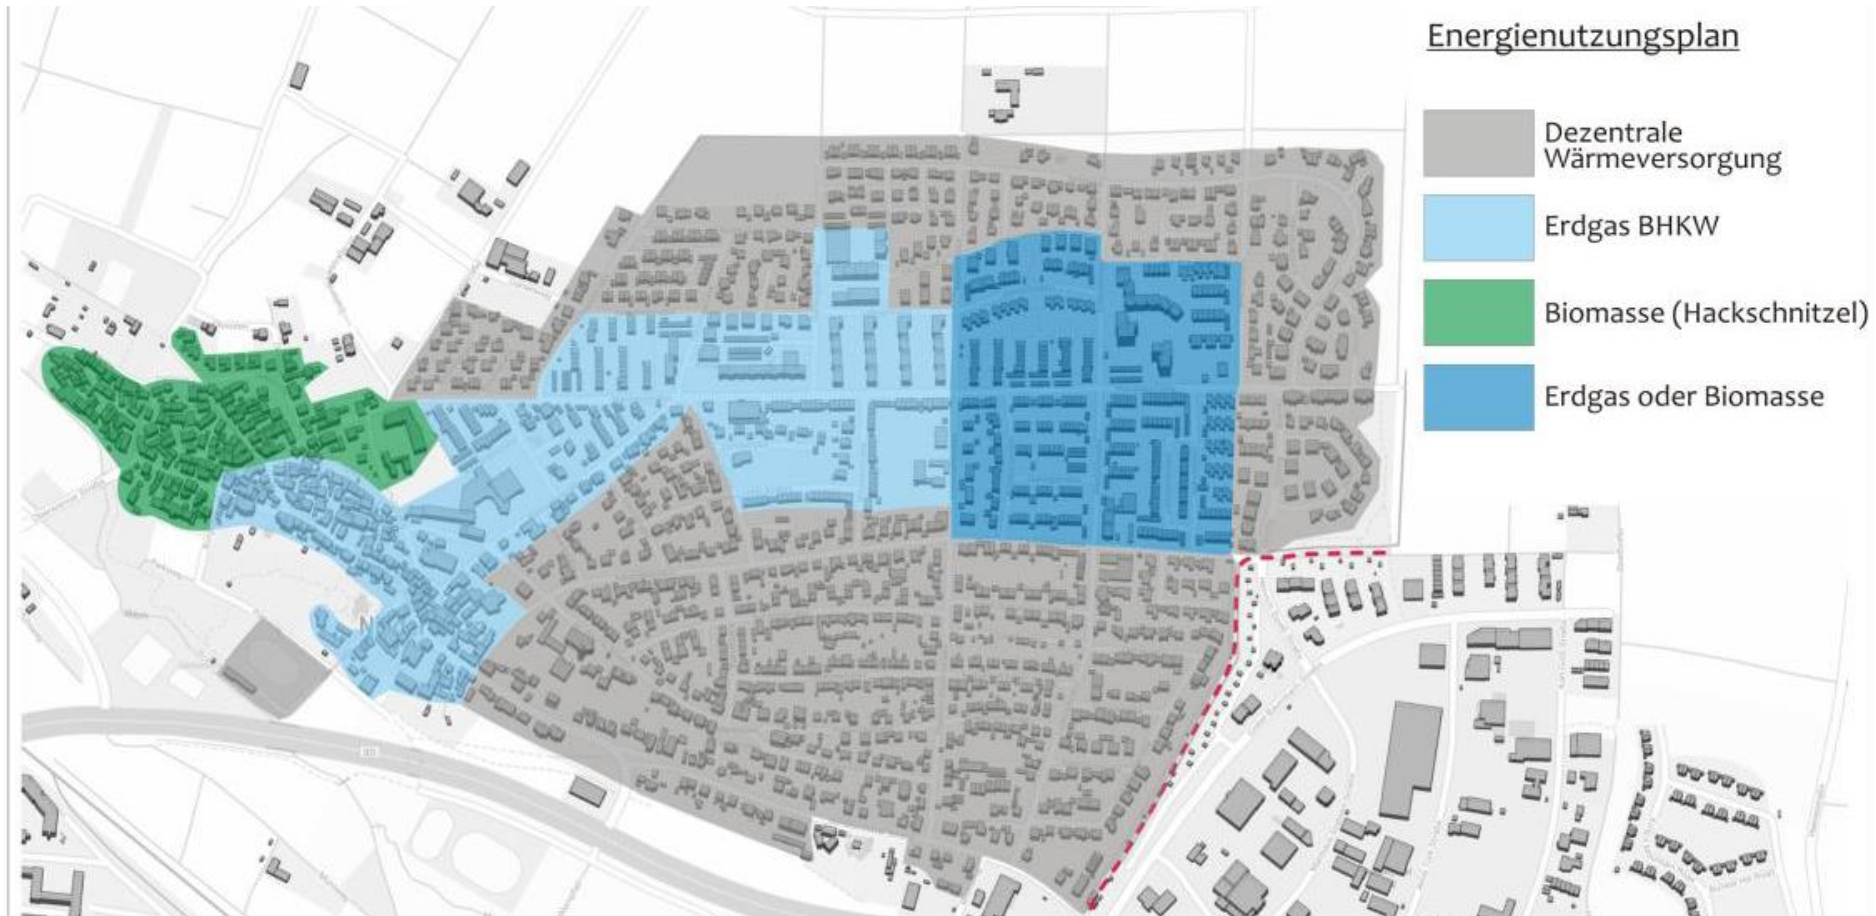 Energienutzungsplan
Dezentrale
Wärmeversorgung
Erdgas BHKW
Biomasse (Hackschnitzel)
Erdgas oder Biomasse